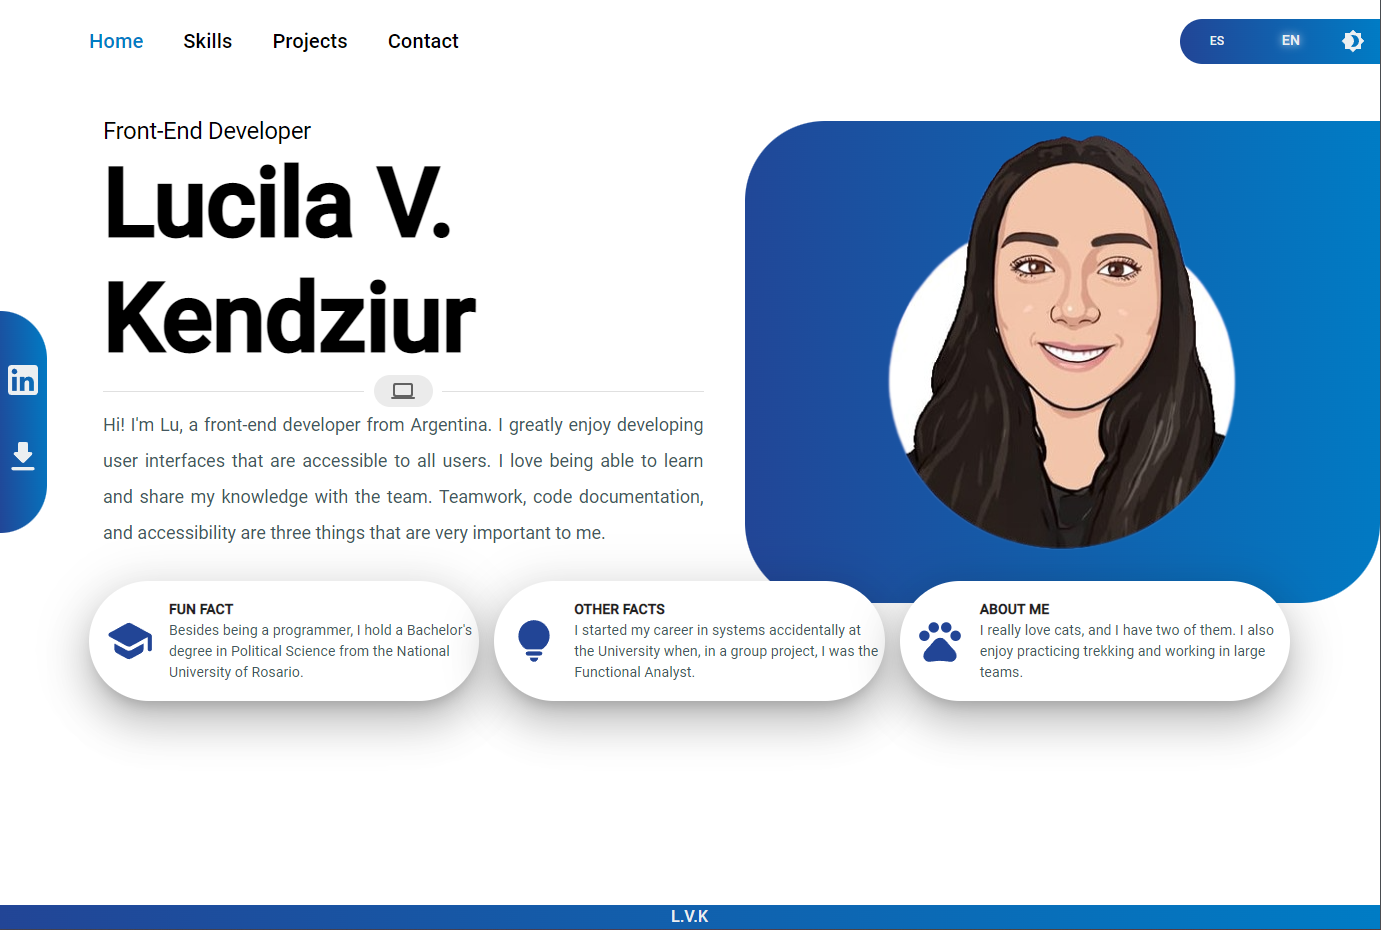 Home Skills Projects Contact
ES EN
Front-End Developer
Lucila V.
Kendziur
in
Hi! I'm Lu, a front-end developer from Argentina. I greatly enjoy developing
user interfaces that are accessible to all users. I love being able to learn
and share my knowledge with the team. Teamwork, code documentation,
and accessibility are three things that are very important to me.
FUN FACT
Besides being a programmer, I hold a Bachelor's
degree in Political Science from the National
University of Rosario.
OTHER FACTS
I started my career in systems accidentally at
the University when, in a group project, I was the
Functional Analyst.
ABOUT ME
I really love cats, and I have two of them. I also
enjoy practicing trekking and working in large
teams.
L.V.K